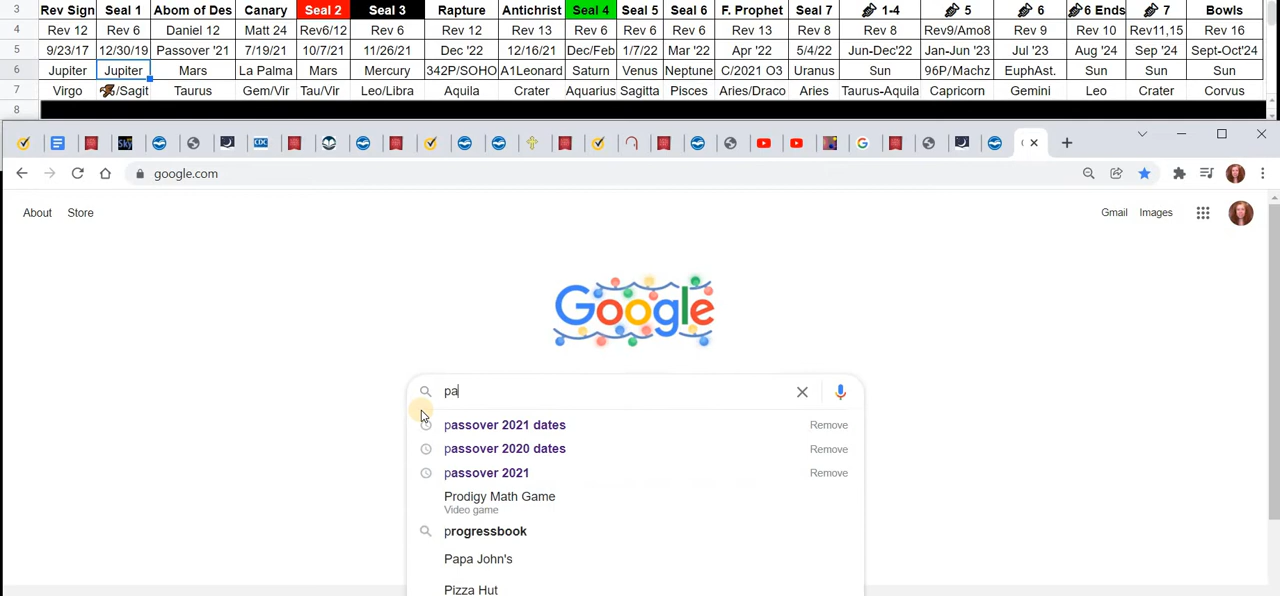 3 Rev Sign Seal 1 Abom of Des Canary Seal 2 Seal 3 Rapture Antichrist Seal 4 Seal 5 Seal 6 F. Prophet Seal 7 1-4 5 6 6 Ends 7 Bowls
4 Rev 12 Rev 6 Daniel 12 Matt 24 Rev6/12 Rev 6 Rev 12 Rev 13 Rev 6 Rev 6 Rev 6 Rev 13 Rev 8 Rev 8 Rev9/Amo8 Rev 9 Rev 10 Rev11,15 Rev 16
5 9/23/17 12/30/19 Passover '21 7/19/21 10/7/21 11/26/21 Dec '22 12/16/21 Dec/Feb 1/7/22 Mar '22 Apr '22 5/4/22 Jun-Dec'22 Jan-Jun '23 Jul '23 Aug '24 Sep '24 Sept-Oct'24
6 Jupiter Jupiter Mars La Palma Mars Mercury 342P/SOHO A1Leonard Saturn Venus Neptune C/2021 O3 Uranus Sun 96P/Machz EuphAst. Sun Sun Sun
7 Virgo /Sagit Taurus Gem/Vir Tau/Vir Leo/Libra Aquila Crater Aquarius Sagitta Pisces Aries/Draco Aries Taurus-Aquila Capricorn Gemini Leo Crater Corvus
8
Sky CDC
google.com
About Store Gmail Images
Google
pa
passover 2021 dates Remove
passover 2020 dates Remove
passover 2021 Remove
Prodigy Math Game
Video game
progressbook
Papa John's
Pizza Hut